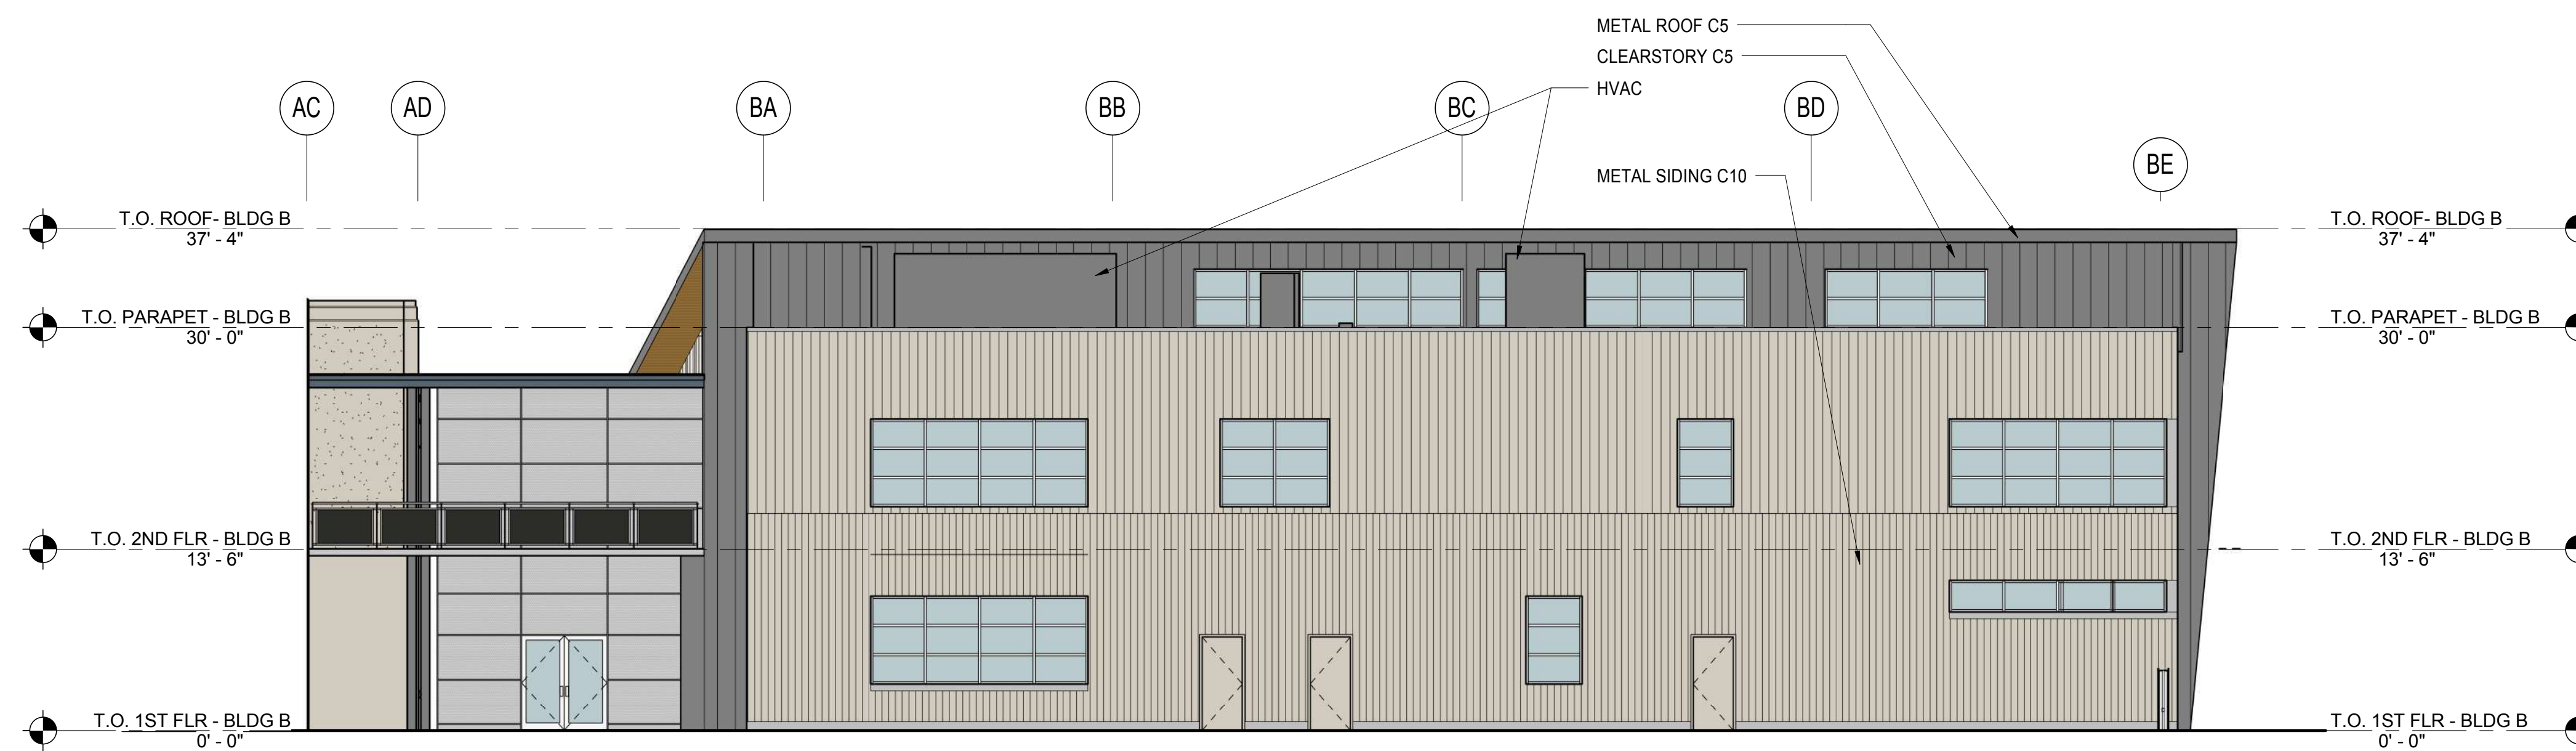 METAL ROOF C5
CLEARSTORY C5
HVAC
AC
AD
BA
BB
BC
BD
BE
METAL SIDING C10
T.O. ROOF- BLDG B
37' - 4"
T.O. ROOF- BLDG B
37' - 4"
T.O. PARAPET - BLDG B
30' - 0"
T.O. PARAPET - BLDG B
30' - 0"
T.O. 2ND FLR - BLDG B
13' - 6"
T.O. 2ND FLR - BLDG B
13' - 6"
T.O. 1ST FLR - BLDG B
0' - 0"
T.O. 1ST FLR - BLDG B
0' - 0"